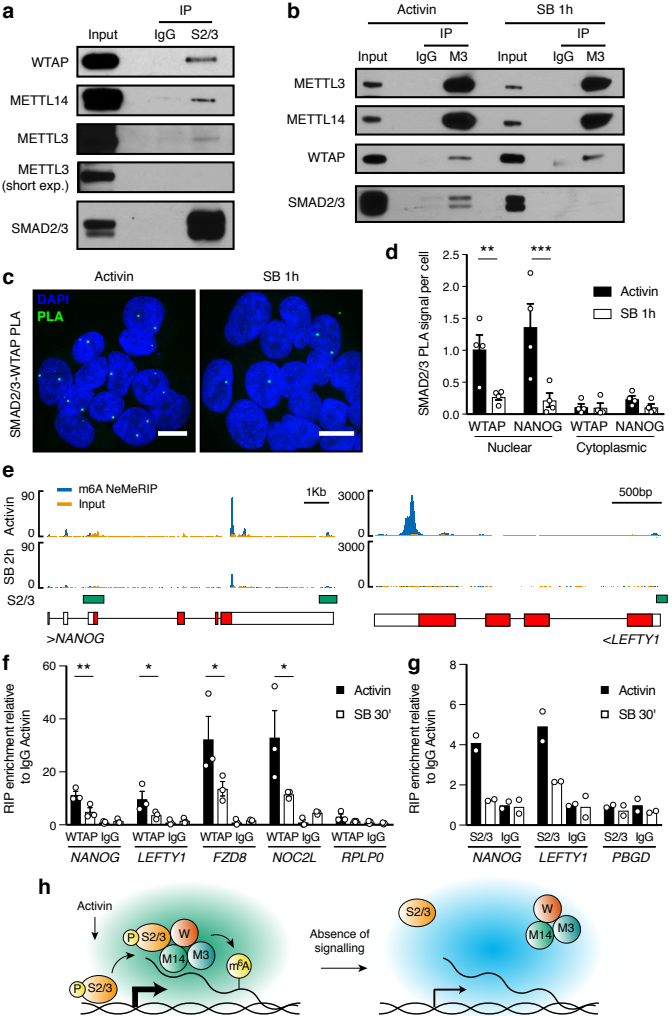 a
IP
Input IgG S2/3
WTAP
METTL14
METTL3
METTL3
(short exp.)
SMAD2/3
b
Activin SB 1h
IP IP
Input IgG M3 Input IgG M3
METTL3
METTL14
WTAP
SMAD2/3
c
Activin SB 1h
DAPI
PLA
SMAD2/3-WTAP PLA
d
SMAD2/3 PLA signal per cell
2.5
2.0
1.5
1.0
0.5
0.0
** ***
Activin
SB 1h
WTAP NANOG WTAP NANOG
Nuclear Cytoplasmic
e
m6A NeMeRIP
Input
1Kb
500bp
Activin
90
0
3000
0
SB 2h
90
0
3000
0
S2/3
>NANOG
<LEFTY1
f
RIP enrichment relative
to IgG Activin
60
40
20
0
** * * *
Activin
SB 30'
WTAP IgG WTAP IgG WTAP IgG WTAP IgG WTAP IgG
NANOG LEFTY1 FZD8 NOC2L RPLP0
g
RIP enrichment relative
to IgG Activin
8
6
4
2
0
Activin
SB 30'
S2/3 IgG S2/3 IgG S2/3 IgG
NANOG LEFTY1 PBGD
h
Activin
P S2/3 W
M14 M3
m6A
P S2/3
Absence of
signalling
S2/3
W
M14 M3